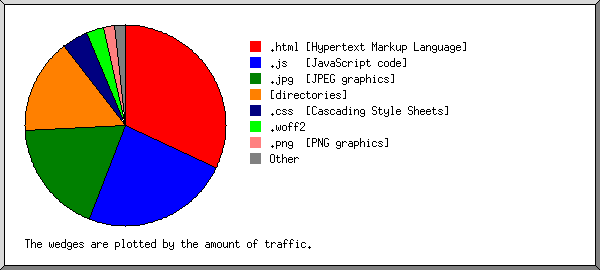 .html [Hypertext Markup Language]
.js   [JavaScript code]
.jpg  [JPEG graphics]
[directories]
.css  [Cascading Style Sheets]
.woff2
.png  [PNG graphics]
Other
The wedges are plotted by the amount of traffic.